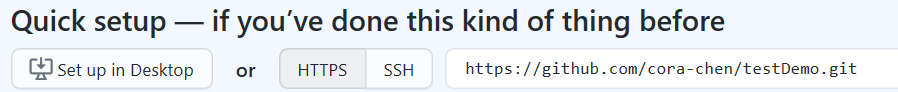 Quick setup — if you’ve done this kind of thing before
Set up in Desktop or HTTPS SSH https://github.com/cora-chen/testDemo.git